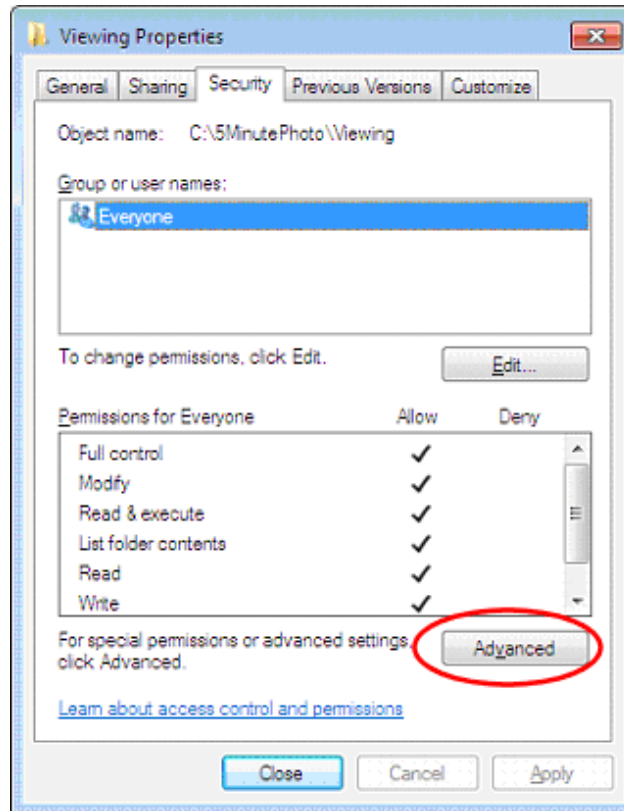 Viewing Properties
General Sharing Security Previous Versions Customize
Object name: C:\5MinutePhoto\Viewing
Group or user names:
Everyone
To change permissions, click Edit.
Edit...
Permissions for Everyone Allow Deny
Full control
Modify
Read & execute
List folder contents
Read
Write
For special permissions or advanced settings,
click Advanced.
Advanced
Learn about access control and permissions
Close Cancel Apply